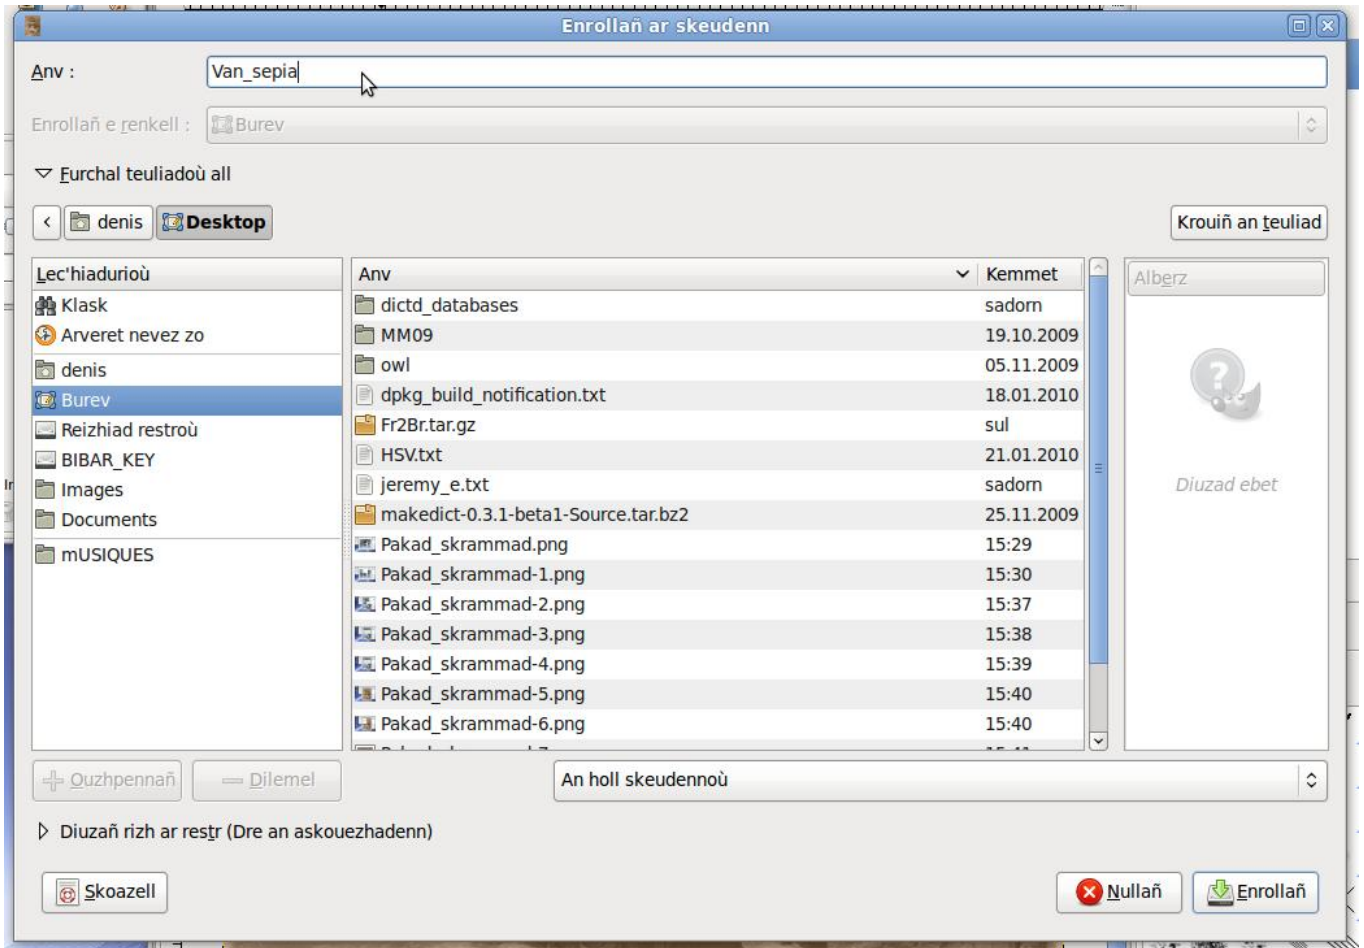 Enrollañ ar skeudenn
Anv : Van_sepia
Enrollañ e renkell : Burev
Furchal teuliadoù all
denis Desktop Krouiñ an teuliad
Lec'hiadurioù
Klask
Arveret nevez zo
denis
Burev
Reizhiad restroù
BIBAR_KEY
Images
Documents
mUSIQUES
Anv Kemmet
dictd_databases sadorn
MM09 19.10.2009
owl 05.11.2009
dpkg_build_notification.txt 18.01.2010
Fr2Br.tar.gz sul
HSV.txt 21.01.2010
jeremy_e.txt sadorn
makedict-0.3.1-beta1-Source.tar.bz2 25.11.2009
Pakad_skrammad.png 15:29
Pakad_skrammad-1.png 15:30
Pakad_skrammad-2.png 15:37
Pakad_skrammad-3.png 15:38
Pakad_skrammad-4.png 15:39
Pakad_skrammad-5.png 15:40
Pakad_skrammad-6.png 15:40
Alberz
Diuzad ebet
Ouzhpennañ Dilemel An holl skeudennoù
Diuzañ rizh ar restr (Dre an askouezhadenn)
Skoazell Nullañ Enrollañ